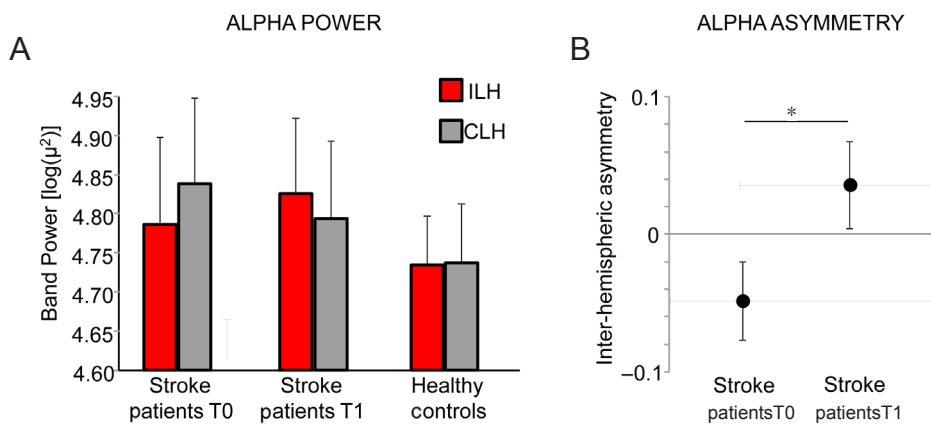 ALPHA POWER
A
ILH
CLH
Band Power [log(µ²)]
4.95
4.90
4.85
4.80
4.75
4.70
4.65
4.60
Stroke
patients T0
Stroke
patients T1
Healthy
controls
ALPHA ASYMMETRY
B
Inter-hemispheric asymmetry
0.1
0
–0.1
*
Stroke
patientsT0
Stroke
patientsT1